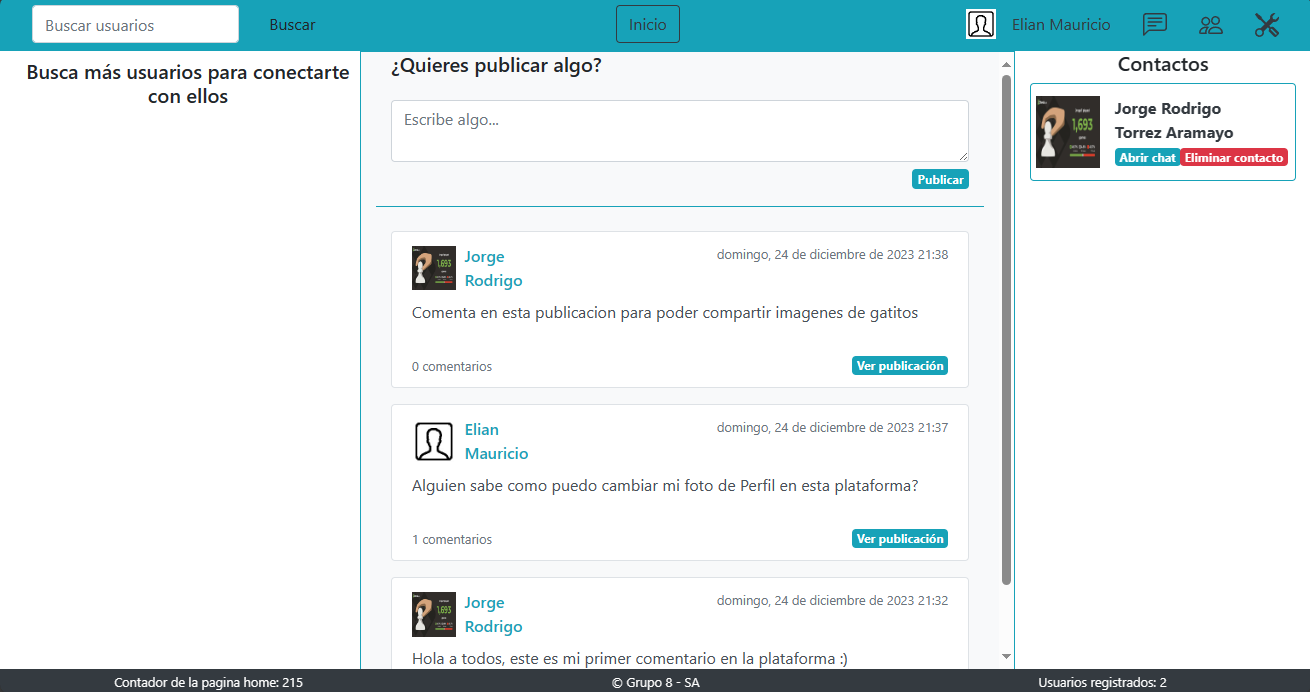 Buscar usuarios
Buscar
Inicio
Elian Mauricio
Busca más usuarios para conectarte
con ellos
¿Quieres publicar algo?
Escribe algo...
Publicar
Jorge
Rodrigo
domingo, 24 de diciembre de 2023 21:38
Comenta en esta publicacion para poder compartir imagenes de gatitos
0 comentarios
Ver publicación
Elian
Mauricio
domingo, 24 de diciembre de 2023 21:37
Alguien sabe como puedo cambiar mi foto de Perfil en esta plataforma?
1 comentarios
Ver publicación
Jorge
Rodrigo
domingo, 24 de diciembre de 2023 21:32
Hola a todos, este es mi primer comentario en la plataforma :)
Contactos
1,693
Jorge Rodrigo
Torrez Aramayo
Abrir chat
Eliminar contacto
Contador de la pagina home: 215
© Grupo 8 - SA
Usuarios registrados: 2